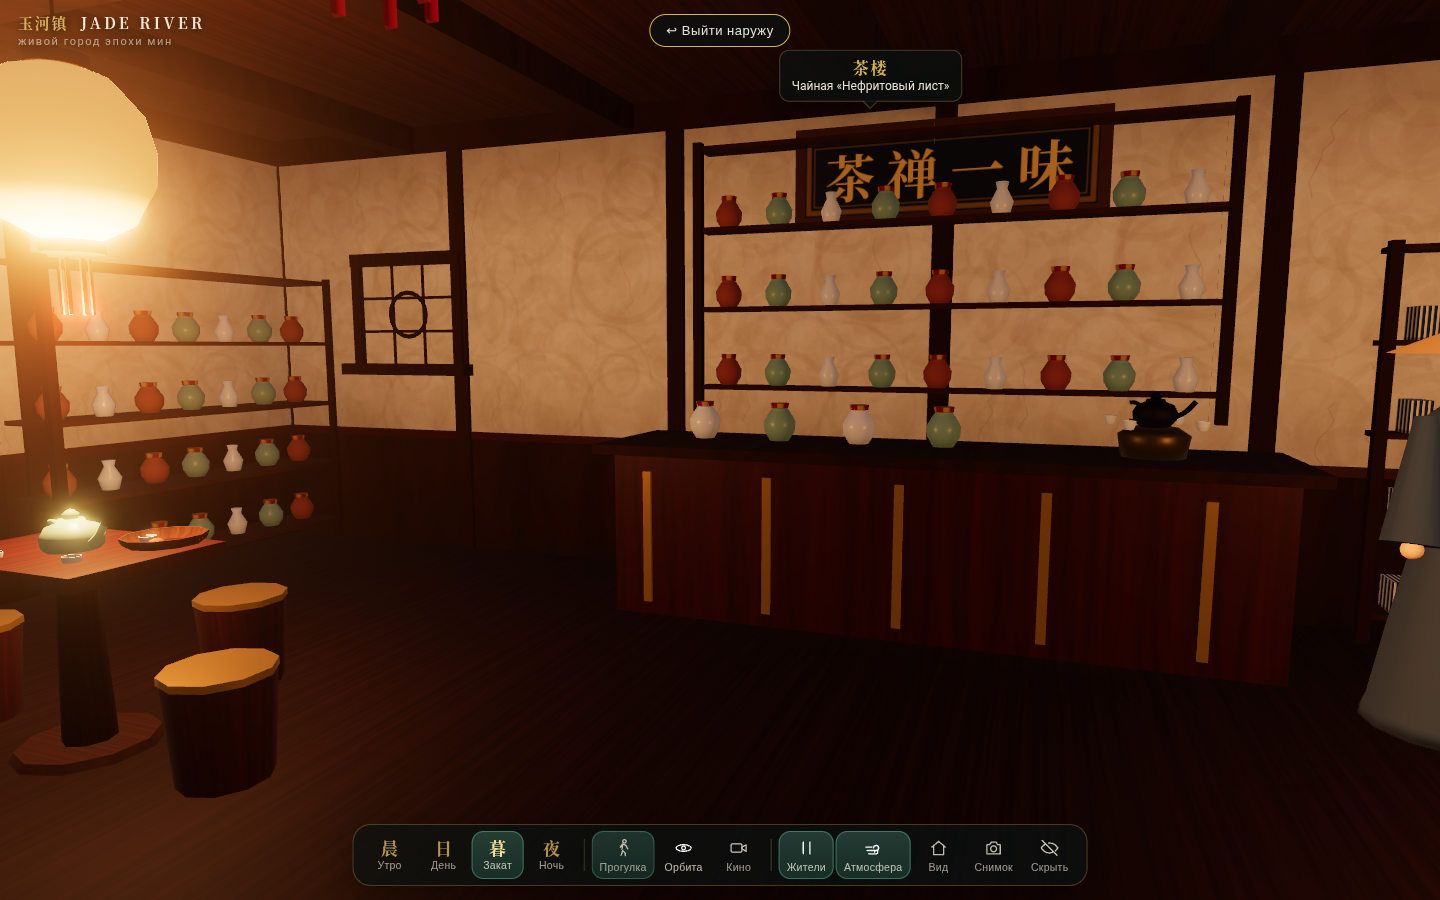 玉河镇 JADE RIVER
живой город эпохи мин
↩ Выйти наружу
茶楼
Чайная «Нефритовый лист»
茶禅一味
晨 日 暮 夜
Утро День Закат Ночь Прогулка Орбита Кино Жители Атмосфера Вид Снимок Скрыть